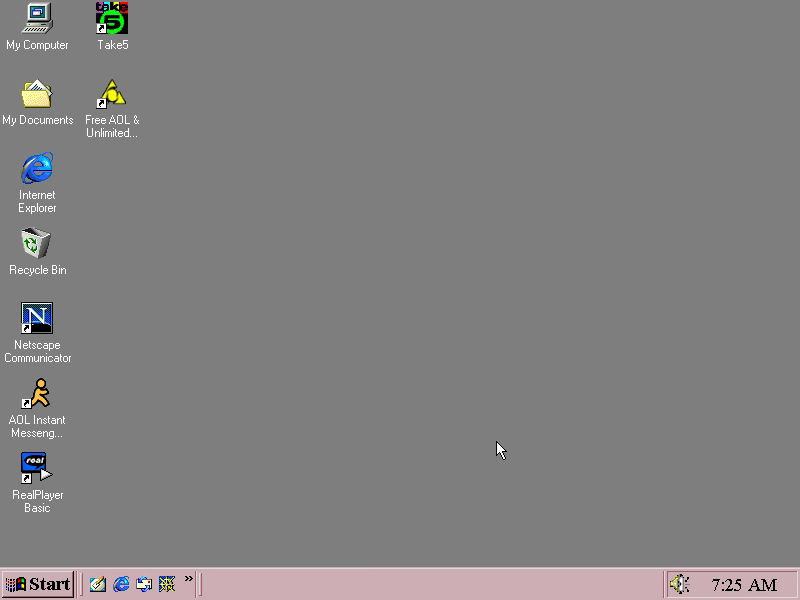 My Computer
take
5
Take5
My Documents
Free AOL &
Unlimited...
Internet
Explorer
Recycle Bin
N
Netscape
Communicator
AOL Instant
Messeng...
real
RealPlayer
Basic
Start
»
7:25 AM